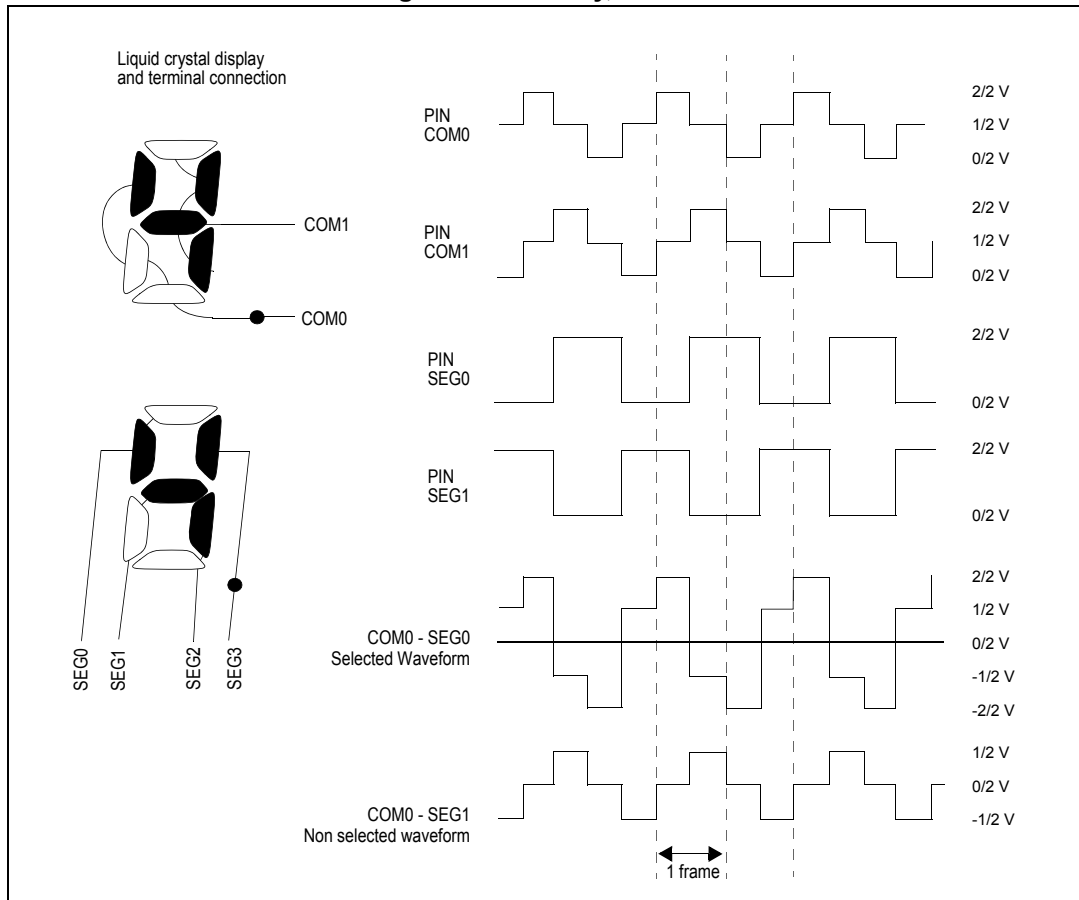 Liquid crystal display
and terminal connection
COM1
COM0
SEG0
SEG1
SEG2
SEG3
PIN
COM0
2/2 V
1/2 V
0/2 V
PIN
COM1
2/2 V
1/2 V
0/2 V
PIN
SEG0
2/2 V
0/2 V
PIN
SEG1
2/2 V
0/2 V
COM0 - SEG0
Selected Waveform
2/2 V
1/2 V
0/2 V
-1/2 V
-2/2 V
COM0 - SEG1
Non selected waveform
1/2 V
0/2 V
-1/2 V
1 frame